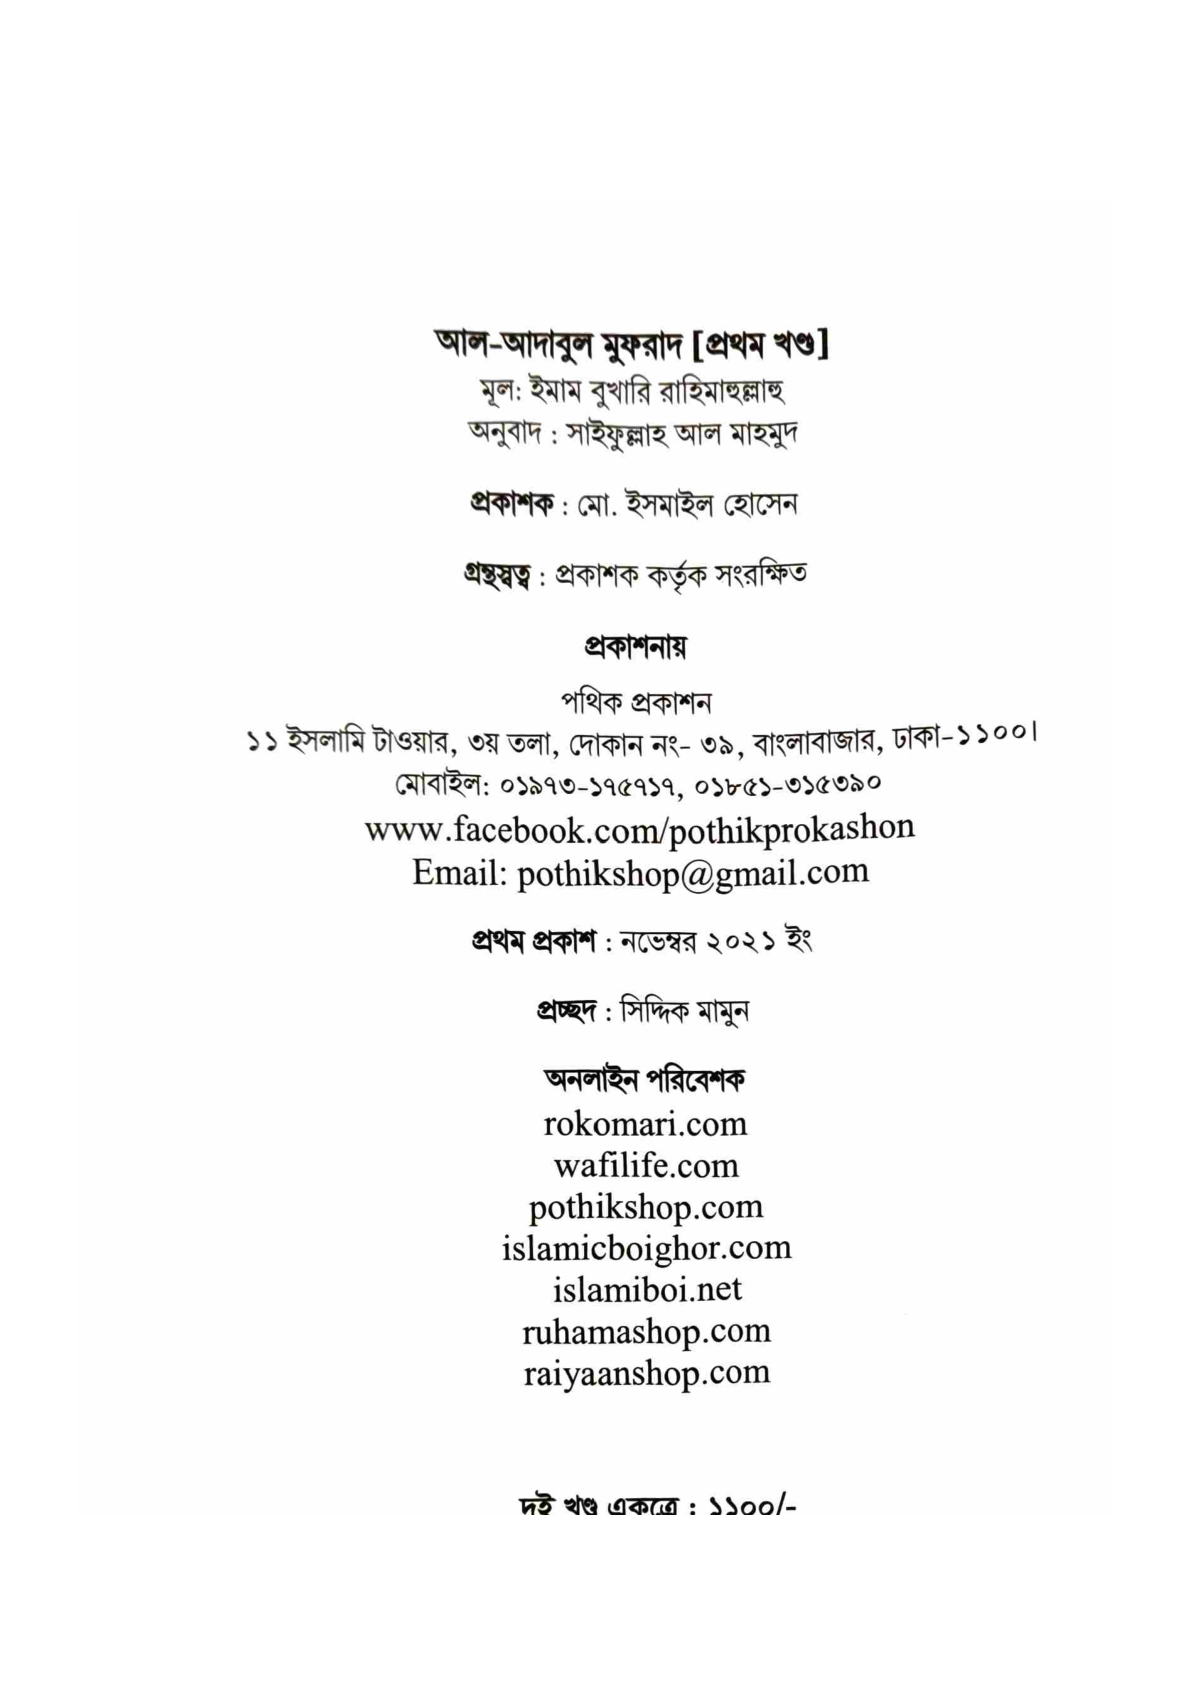 আল-আদাবুল মুফরাদ [প্রথম খণ্ড]
মূল: ইমাম বুখারি রাহিমাহুল্লাহু
অনুবাদ : সাইফুল্লাহ আল মাহমুদ
প্রকাশক : মো. ইসমাইল হোসেন
গ্রন্থস্বত্ব : প্রকাশক কর্তৃক সংরক্ষিত
প্রকাশনায়
পথিক প্রকাশন
১১ ইসলামি টাওয়ার, ৩য় তলা, দোকান নং- ৩৯, বাংলাবাজার, ঢাকা-১১০০।
মোবাইল: ০১৯৭৩-১৭৫৭১৭, ০১৮৫১-৩১৫৩৯০
www.facebook.com/pothikprokashon
Email: pothikshop@gmail.com
প্রথম প্রকাশ : নভেম্বর ২০২১ ইং
প্রচ্ছদ : সিদ্দিক মামুন
অনলাইন পরিবেশক
rokomari.com
wafilife.com
pothikshop.com
islamicboighor.com
islamiboi.net
ruhamashop.com
raiyaanshop.com
দুই খণ্ড একত্রে : ১১০০/-